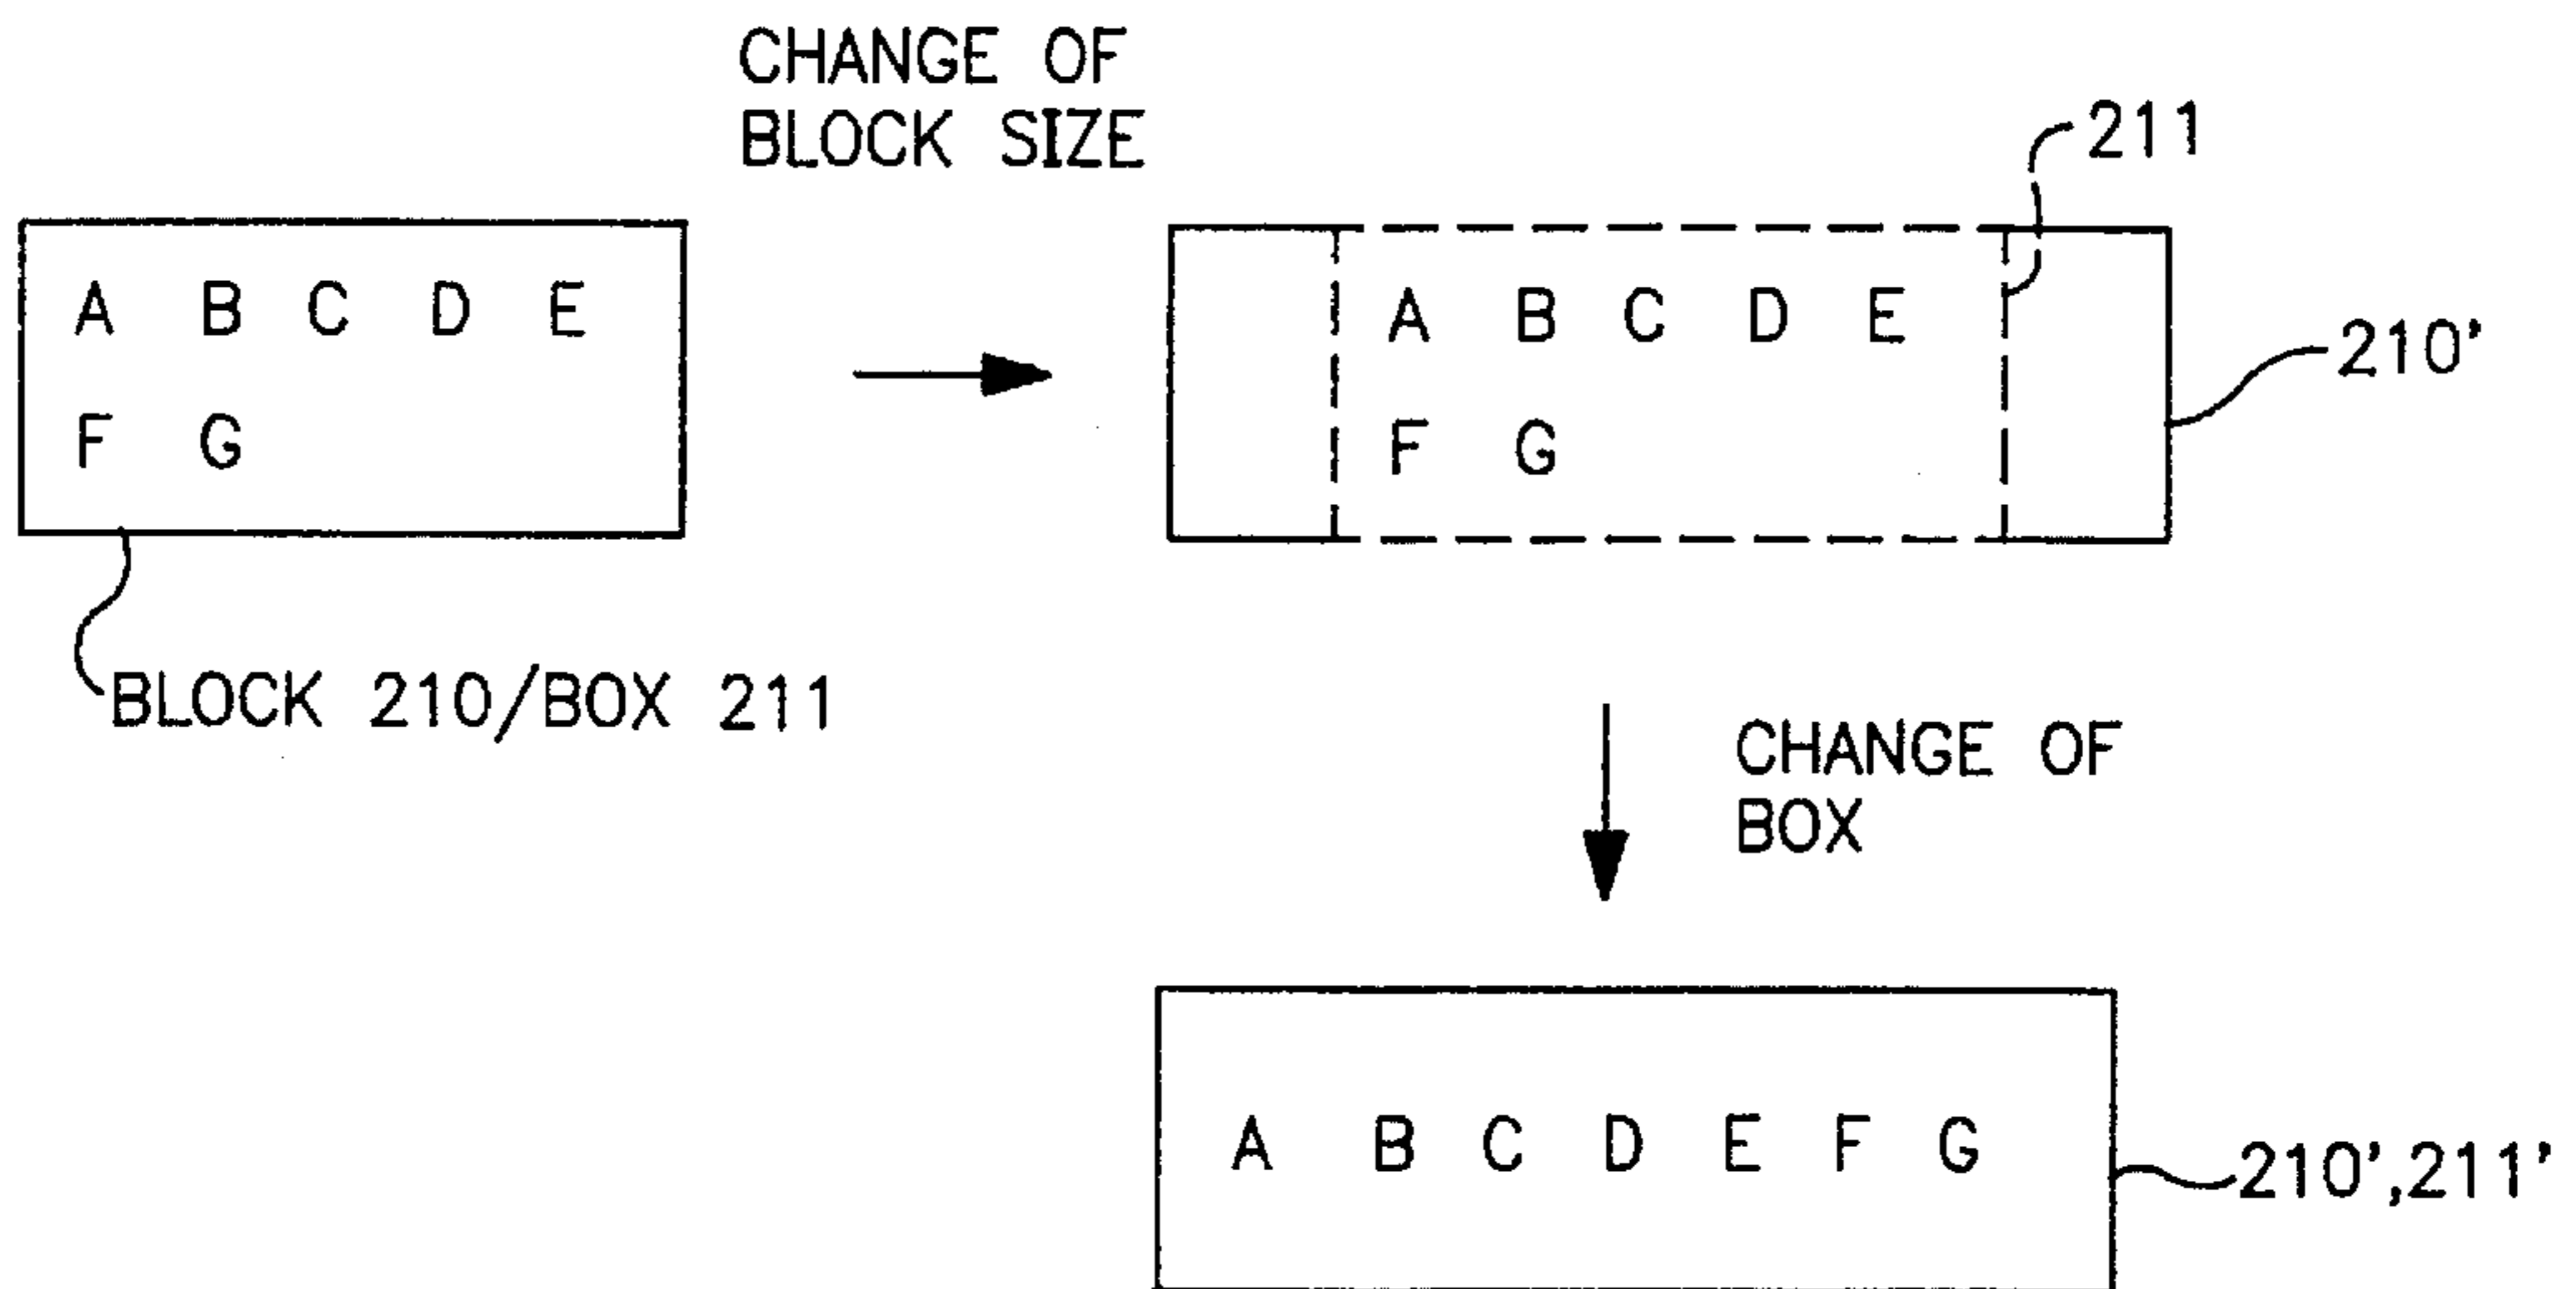 CHANGE OF
BLOCK SIZE
211
A B C D E
F G
A B C D E
F G
210'
BLOCK 210/BOX 211
CHANGE OF
BOX
A B C D E F G
210',211'